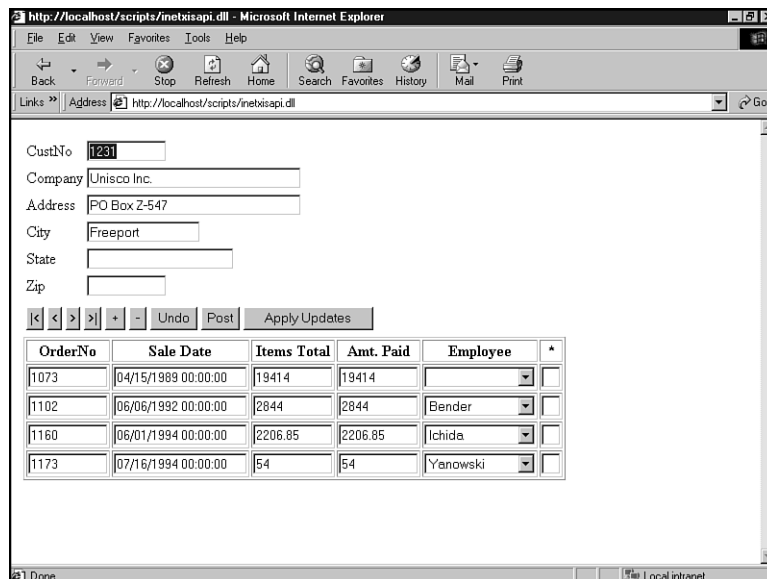 http://localhost/scripts/inetxisapi.dll - Microsoft Internet Explorer
File Edit View Favorites Tools Help
Back Forward Stop Refresh Home Search Favorites History Mail Print
Links » Address http://localhost/scripts/inetxisapi.dll Go
CustNo 1231
Company Unisco Inc.
Address PO Box Z-547
City Freeport
State
Zip
|< < > >| + - Undo Post Apply Updates
OrderNo Sale Date Items Total Amt. Paid Employee *
1073 04/15/1989 00:00:00 19414 19414
1102 06/06/1992 00:00:00 2844 2844 Bender
1160 06/01/1994 00:00:00 2206.85 2206.85 Ichida
1173 07/16/1994 00:00:00 54 54 Yanowski
Done Local intranet